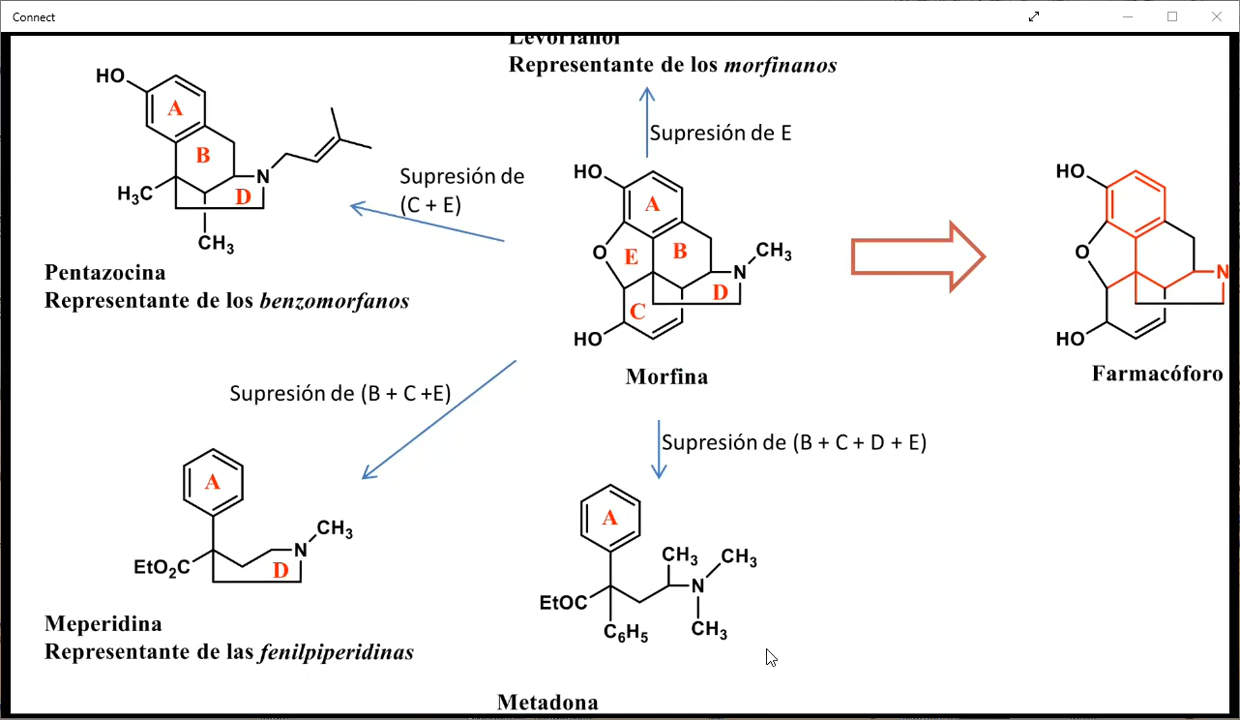 Connect
Levorfanol
Representante de los morfinanos
Supresión de E
HO
A
B
D
N
H₃C
CH₃
Supresión de
(C + E)
Pentazocina
Representante de los benzomorfanos
HO
A
O
E
B
N
CH₃
D
C
HO
Morfina
HO
O
N
HO
Farmacóforo
Supresión de (B + C +E)
Supresión de (B + C + D + E)
A
N
CH₃
EtO₂C
D
Meperidina
Representante de las fenilpiperidinas
A
CH₃
CH₃
N
EtOC
C₆H₅
CH₃
Metadona